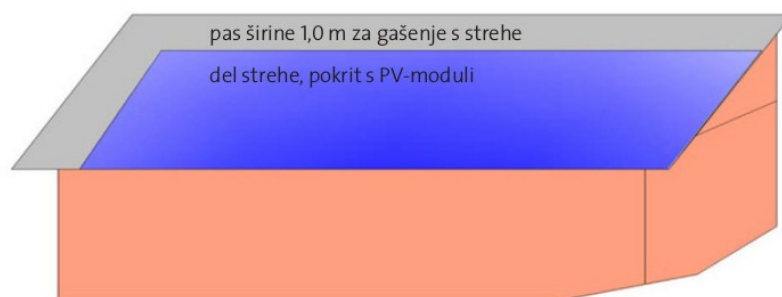 pas širine 1,0 m za gašenje s strehe
del strehe, pokrit s PV-moduli